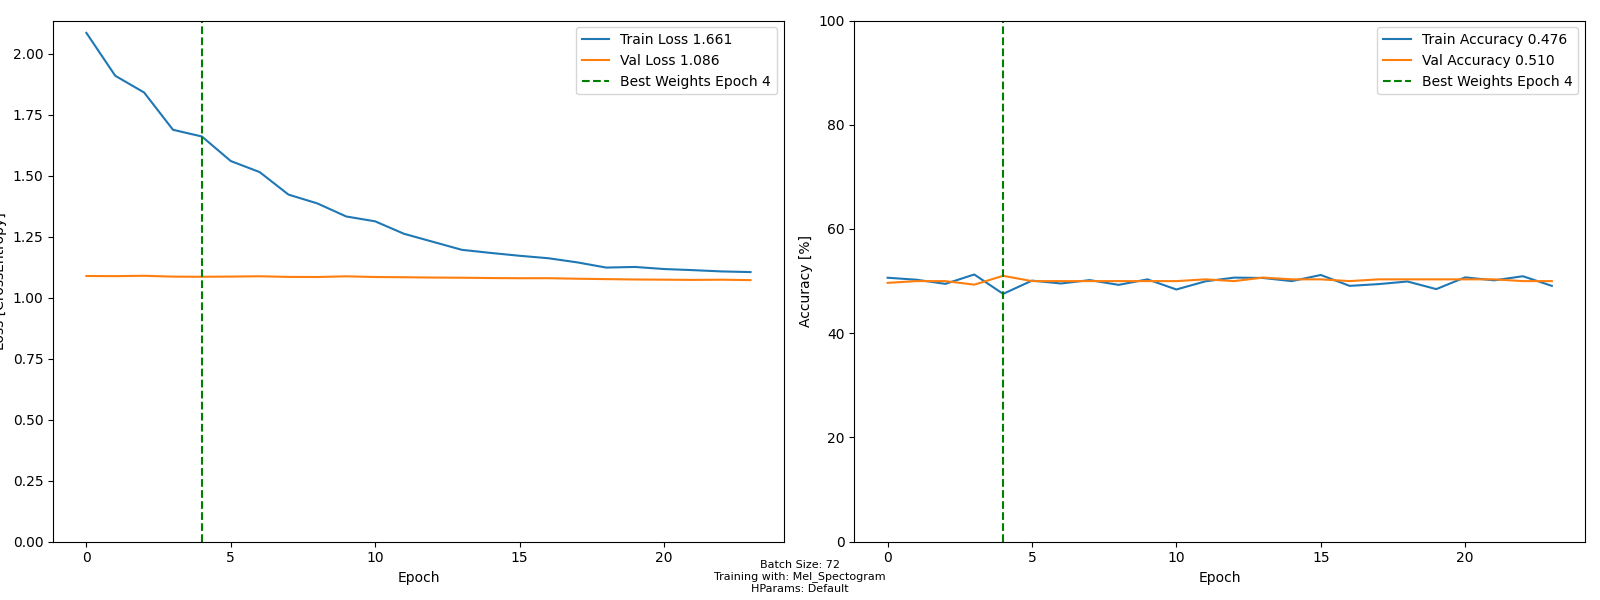 2.00
1.75
1.50
1.25
1.00
0.75
0.50
0.25
0.00
0 5 10 15 20
Epoch
Train Loss 1.661
Val Loss 1.086
Best Weights Epoch 4
Accuracy [%]
100
80
60
40
20
0
0 5 10 15 20
Epoch
Train Accuracy 0.476
Val Accuracy 0.510
Best Weights Epoch 4
Batch Size: 72
Training with: Mel_Spectogram
HParams: Default